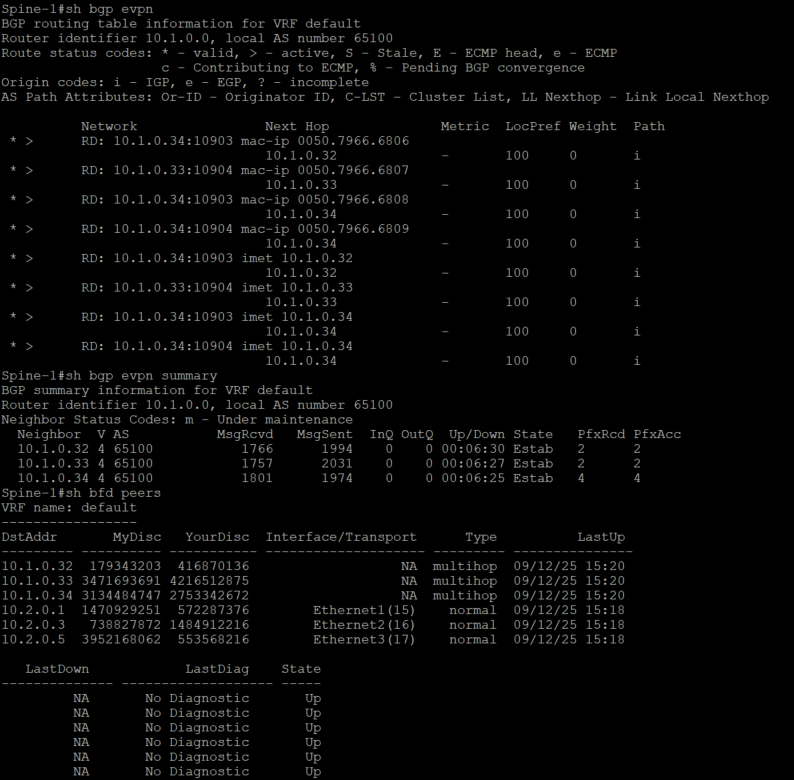 Spine-1#sh bgp evpn
BGP routing table information for VRF default
Router identifier 10.1.0.0, local AS number 65100
Route status codes: * - valid, > - active, S - Stale, E - ECMP head, e - ECMP
                    c - Contributing to ECMP, % - Pending BGP convergence
Origin codes: i - IGP, e - EGP, ? - incomplete
AS Path Attributes: Or-ID - Originator ID, C-LST - Cluster List, LL Nexthop - Link Local Nexthop

          Network                Next Hop              Metric  LocPref Weight  Path
 * >      RD: 10.1.0.34:10903 mac-ip 0050.7966.6806
                                 10.1.0.32             -       100     0       i
 * >      RD: 10.1.0.33:10904 mac-ip 0050.7966.6807
                                 10.1.0.33             -       100     0       i
 * >      RD: 10.1.0.34:10903 mac-ip 0050.7966.6808
                                 10.1.0.34             -       100     0       i
 * >      RD: 10.1.0.34:10904 mac-ip 0050.7966.6809
                                 10.1.0.34             -       100     0       i
 * >      RD: 10.1.0.34:10903 imet 10.1.0.32
                                 10.1.0.32             -       100     0       i
 * >      RD: 10.1.0.33:10904 imet 10.1.0.33
                                 10.1.0.33             -       100     0       i
 * >      RD: 10.1.0.34:10903 imet 10.1.0.34
                                 10.1.0.34             -       100     0       i
 * >      RD: 10.1.0.34:10904 imet 10.1.0.34
                                 10.1.0.34             -       100     0       i
Spine-1#sh bgp evpn summary
BGP summary information for VRF default
Router identifier 10.1.0.0, local AS number 65100
Neighbor Status Codes: m - Under maintenance
  Neighbor  V AS           MsgRcvd   MsgSent  InQ OutQ  Up/Down State   PfxRcd PfxAcc
  10.1.0.32 4 65100           1766      1994    0    0 00:06:30 Estab   2      2
  10.1.0.33 4 65100           1757      2031    0    0 00:06:27 Estab   2      2
  10.1.0.34 4 65100           1801      1974    0    0 00:06:25 Estab   4      4
Spine-1#sh bfd peers
VRF name: default
-----------------
DstAddr       MyDisc   YourDisc  Interface/Transport      Type          LastUp
--------- ---------- ---------- -------------------- --------- ---------------
10.1.0.32  179343203  416870136                   NA  multihop  09/12/25 15:20
10.1.0.33 3471693691 4216512875                   NA  multihop  09/12/25 15:20
10.1.0.34 3134484747 2753342672                   NA  multihop  09/12/25 15:20
10.2.0.1  1470929251  572287376        Ethernet1(15)    normal  09/12/25 15:18
10.2.0.3   738827872 1484912216        Ethernet2(16)    normal  09/12/25 15:18
10.2.0.5  3952168062  553568216        Ethernet3(17)    normal  09/12/25 15:18

   LastDown            LastDiag    State
-------------- ------------------- -----
         NA       No Diagnostic       Up
         NA       No Diagnostic       Up
         NA       No Diagnostic       Up
         NA       No Diagnostic       Up
         NA       No Diagnostic       Up
         NA       No Diagnostic       Up